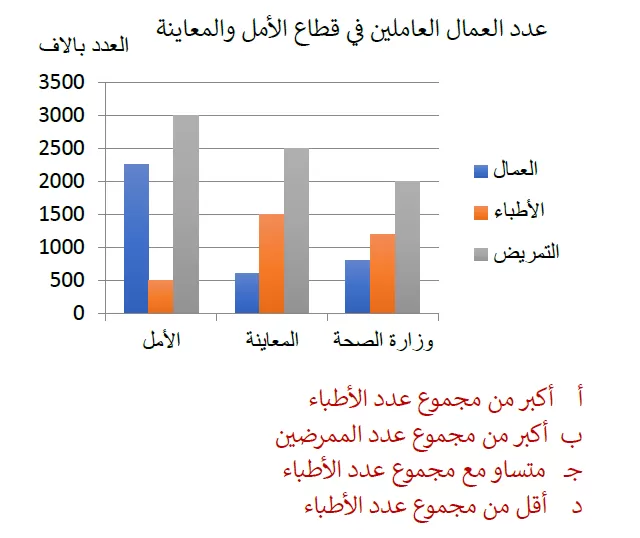 عدد العمال العاملين في قطاع الأمل والمعاينة
العدد بالاف
3500
3000
2500
2000
1500
1000
500
0
العمال
الأطباء
التمريض
الأمل
المعاينة
وزارة الصحة
أ أكبر من مجموع عدد الأطباء
ب أكبر من مجموع عدد الممرضين
جـ متساو مع مجموع عدد الأطباء
د أقل من مجموع عدد الأطباء